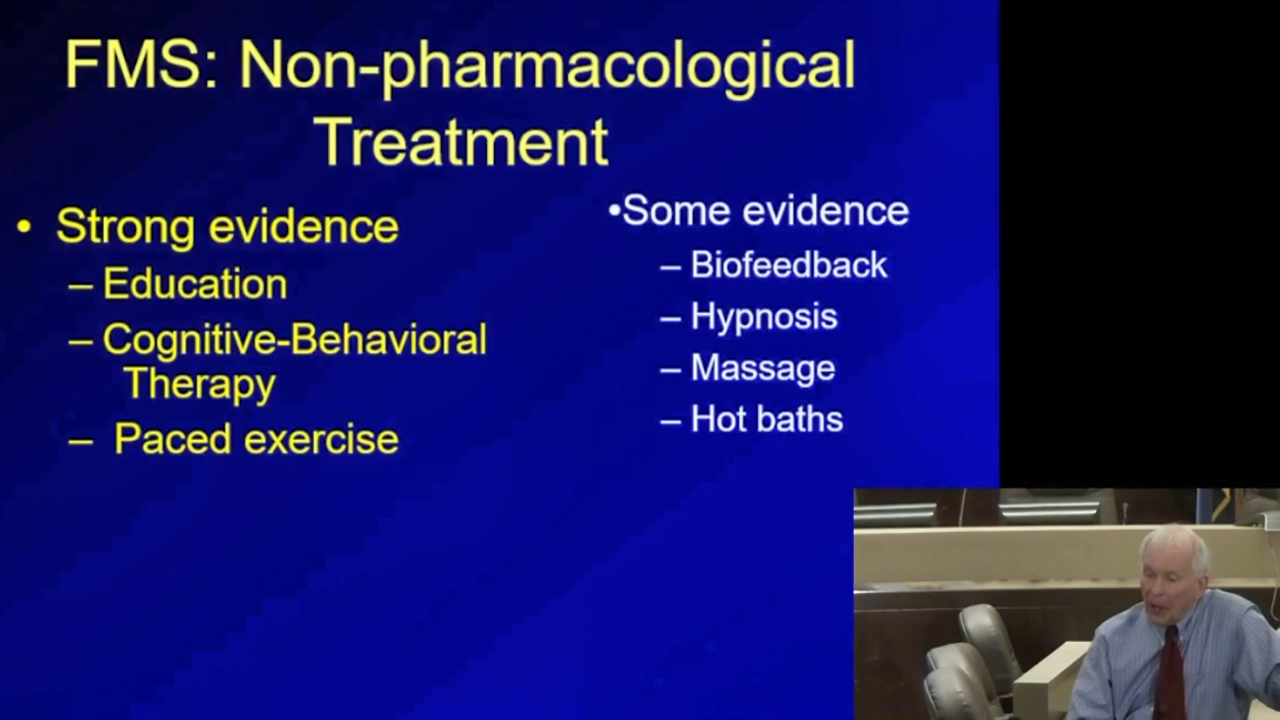 FMS: Non-pharmacological
Treatment
• Strong evidence
– Education
– Cognitive-Behavioral
Therapy
– Paced exercise
•Some evidence
– Biofeedback
– Hypnosis
– Massage
– Hot baths